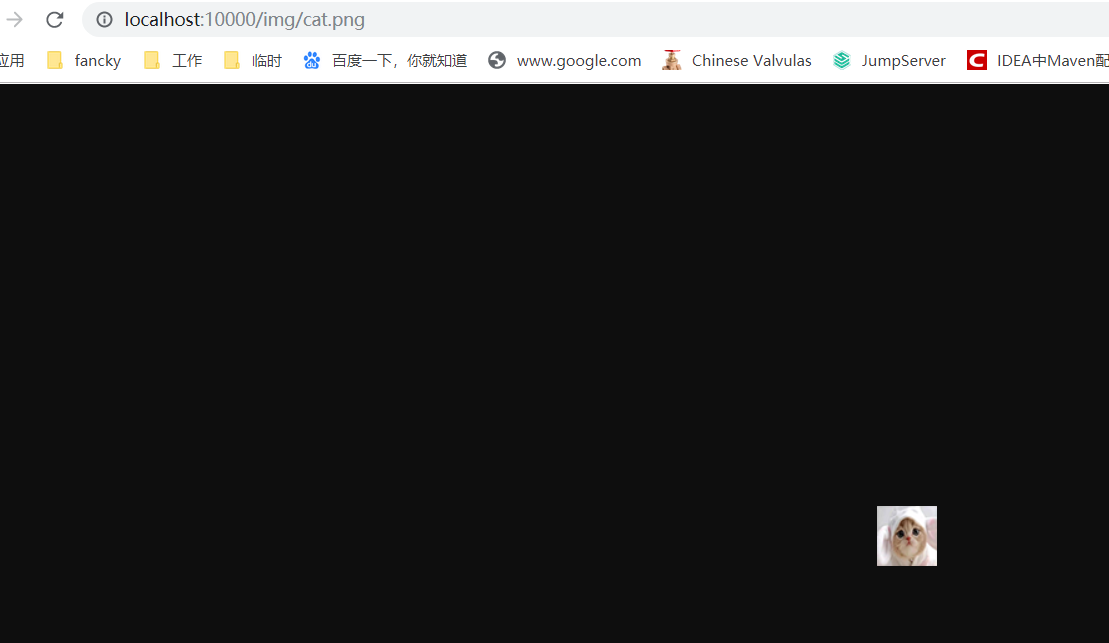 localhost:10000/img/cat.png
应用 fancky 工作 临时 百度一下，你就知道 www.google.com Chinese Valvulas JumpServer IDEA中Maven配